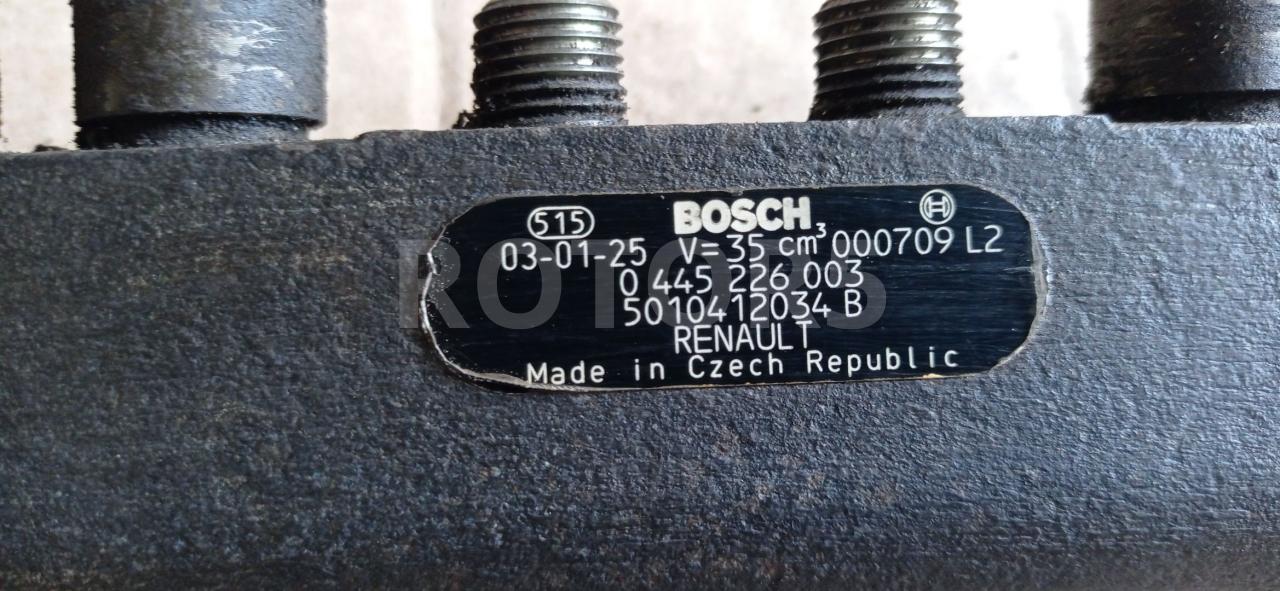 515 BOSCH
03-01-25 V=35 cm³ 000709 L2
0 445 226 003
5010412034 B
RENAULT
Made in Czech Republic
ROTORS